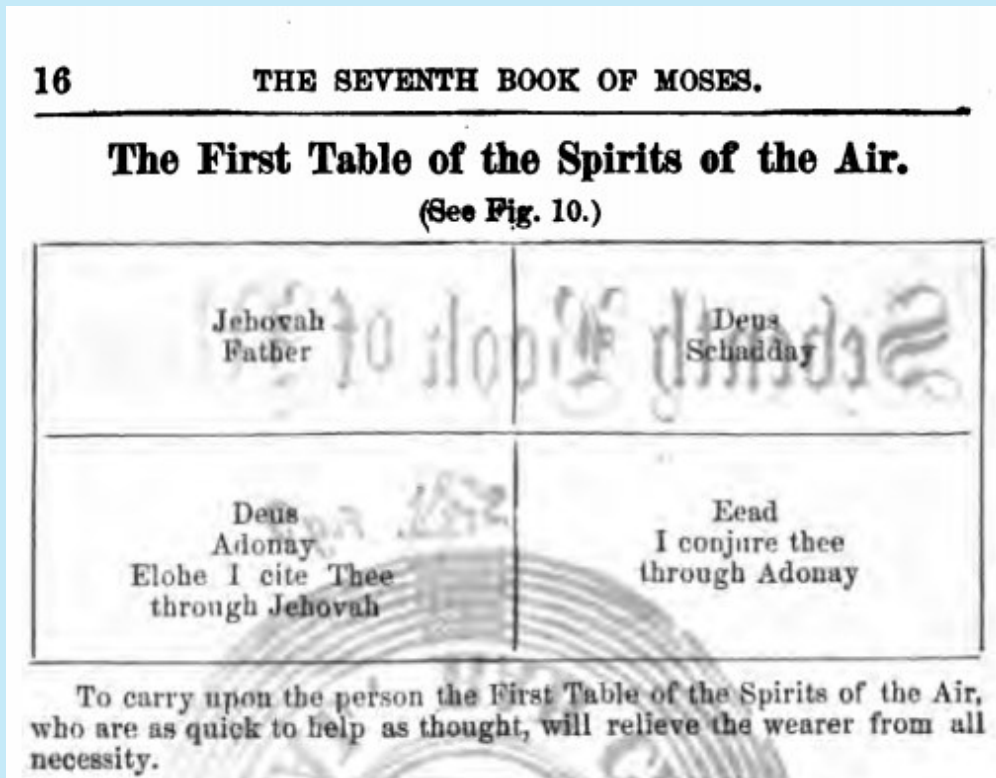 16 THE SEVENTH BOOK OF MOSES.
The First Table of the Spirits of the Air.
(See Fig. 10.)
Jehovah
Father
Deus
Schadday
Deus
Adonay
Elohe I cite Thee
through Jehovah
Eead
I conjure thee
through Adonay
To carry upon the person the First Table of the Spirits of the Air,
who are as quick to help as thought, will relieve the wearer from all
necessity.